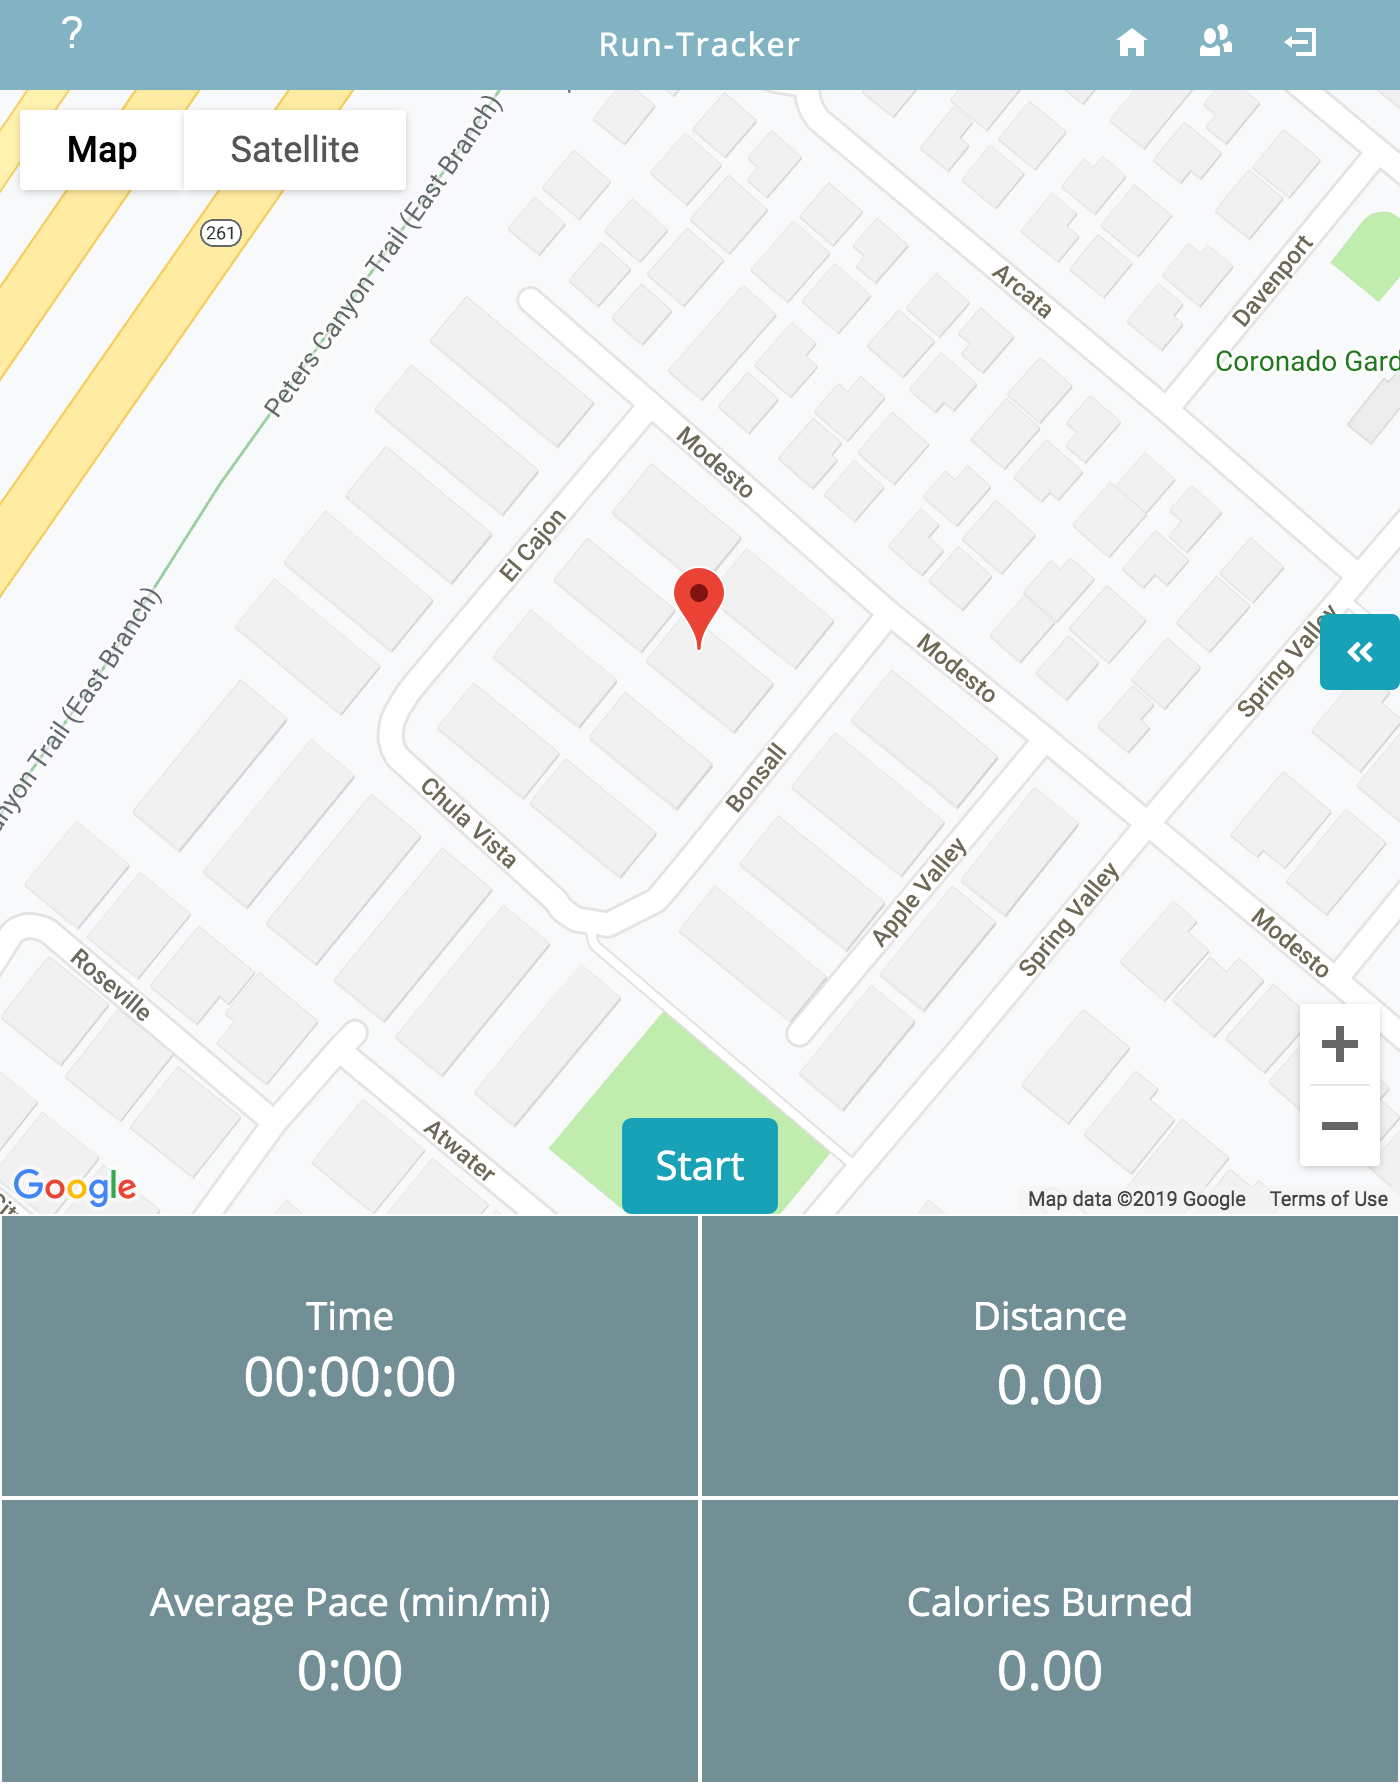 ?
Run-Tracker
Map
Satellite
261
Peters Canyon Trail (East Branch)
Arcata
Davenport
Coronado Gard
Modesto
El Cajon
Spring Valley
Modesto
anyon Trail (East Branch)
Bonsall
Chula Vista
Apple Valley
Spring Valley
Modesto
Roseville
Atwater
Google
Start
Map data ©2019 Google
Terms of Use
Time
00:00:00
Distance
0.00
Average Pace (min/mi)
0:00
Calories Burned
0.00